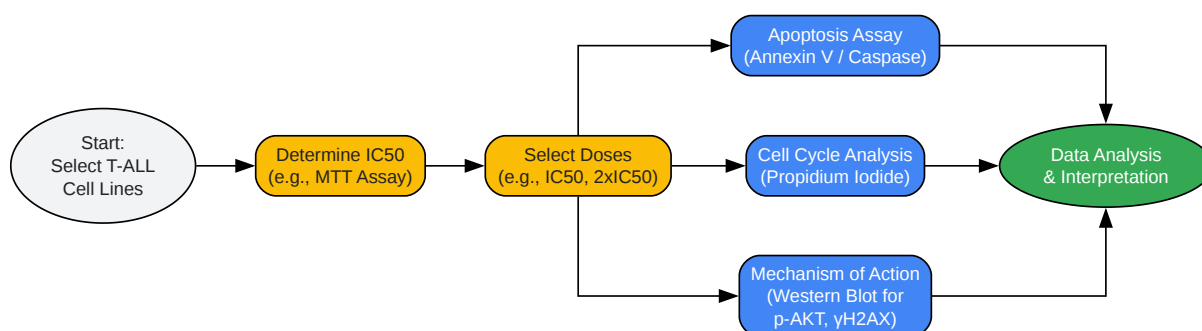 Start:
Select T-ALL
Cell Lines
Determine IC50
(e.g., MTT Assay)
Select Doses
(e.g., IC50, 2xIC50)
Apoptosis Assay
(Annexin V / Caspase)
Cell Cycle Analysis
(Propidium Iodide)
Mechanism of Action
(Western Blot for
p-AKT, γH2AX)
Data Analysis
& Interpretation